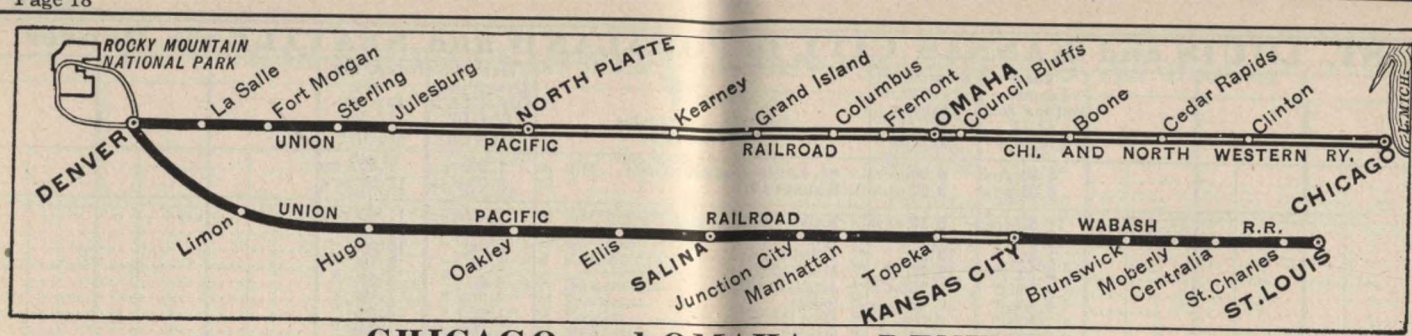 Page 18
ROCKY MOUNTAIN
NATIONAL PARK
La Salle
Fort Morgan
Sterling
Julesburg
NORTH PLATTE
Kearney
Grand Island
Columbus
Fremont
OMAHA
Council Bluffs
Boone
Cedar Rapids
Clinton
L. MICH.
UNION PACIFIC RAILROAD CHI. AND NORTH WESTERN RY.
DENVER
CHICAGO
UNION PACIFIC RAILROAD WABASH R.R.
Limon
Hugo
Oakley
Ellis
SALINA
Junction City
Manhattan
Topeka
KANSAS CITY
Brunswick
Moberly
Centralia
St. Charles
ST. LOUIS
CHICAGO and OMAHA